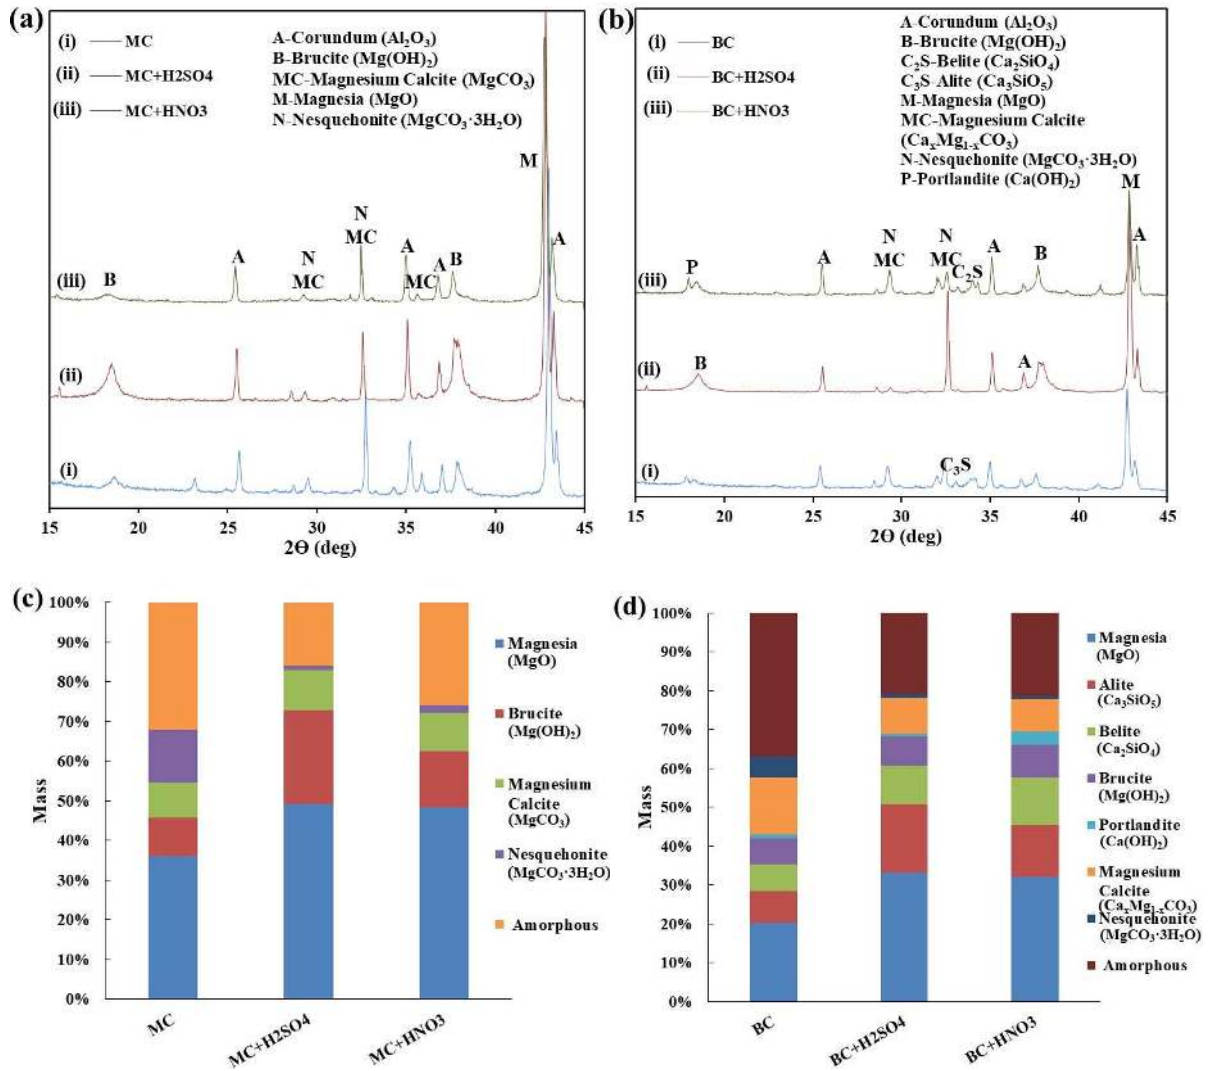 (a)
(i) MC
(ii) MC+H2SO4
(iii) MC+HNO3
A-Corundum (Al₂O₃)
B-Brucite (Mg(OH)₂)
MC-Magnesium Calcite (MgCO₃)
M-Magnesia (MgO)
N-Nesquehonite (MgCO₃·3H₂O)
M
N
MC
A
B
A
N
MC
A
MC
A
B
(iii)
(ii)
B
(i)
15 20 25 30 35 40 45
2Θ (deg)
(b)
(i) BC
(ii) BC+H2SO4
(iii) BC+HNO3
A-Corundum (Al₂O₃)
B-Brucite (Mg(OH)₂)
C₂S-Belite (Ca₂SiO₄)
C₃S-Alite (Ca₃SiO₅)
M-Magnesia (MgO)
MC-Magnesium Calcite
(CaₓMg₁₋ₓCO₃)
N-Nesquehonite (MgCO₃·3H₂O)
P-Portlandite (Ca(OH)₂)
M
A
P
A
N
MC
N
MC
C₂S
A
B
(iii)
(ii)
B
A
(i)
C₃S
15 20 25 30 35 40 45
2Θ (deg)
(c)
Mass
100%
90%
80%
70%
60%
50%
40%
30%
20%
10%
0%
MC
MC+H2SO4
MC+HNO3
Magnesia
(MgO)
Brucite
(Mg(OH)₂)
Magnesium
Calcite
(MgCO₃)
Nesquehonite
(MgCO₃·3H₂O)
Amorphous
(d)
Mass
100%
90%
80%
70%
60%
50%
40%
30%
20%
10%
0%
BC
BC+H2SO4
BC+HNO3
Magnesia
(MgO)
Alite
(Ca₃SiO₅)
Belite
(Ca₂SiO₄)
Brucite
(Mg(OH)₂)
Portlandite
(Ca(OH)₂)
Magnesium
Calcite
(CaₓMg₁₋ₓCO₃)
Nesquehonite
(MgCO₃·3H₂O)
Amorphous